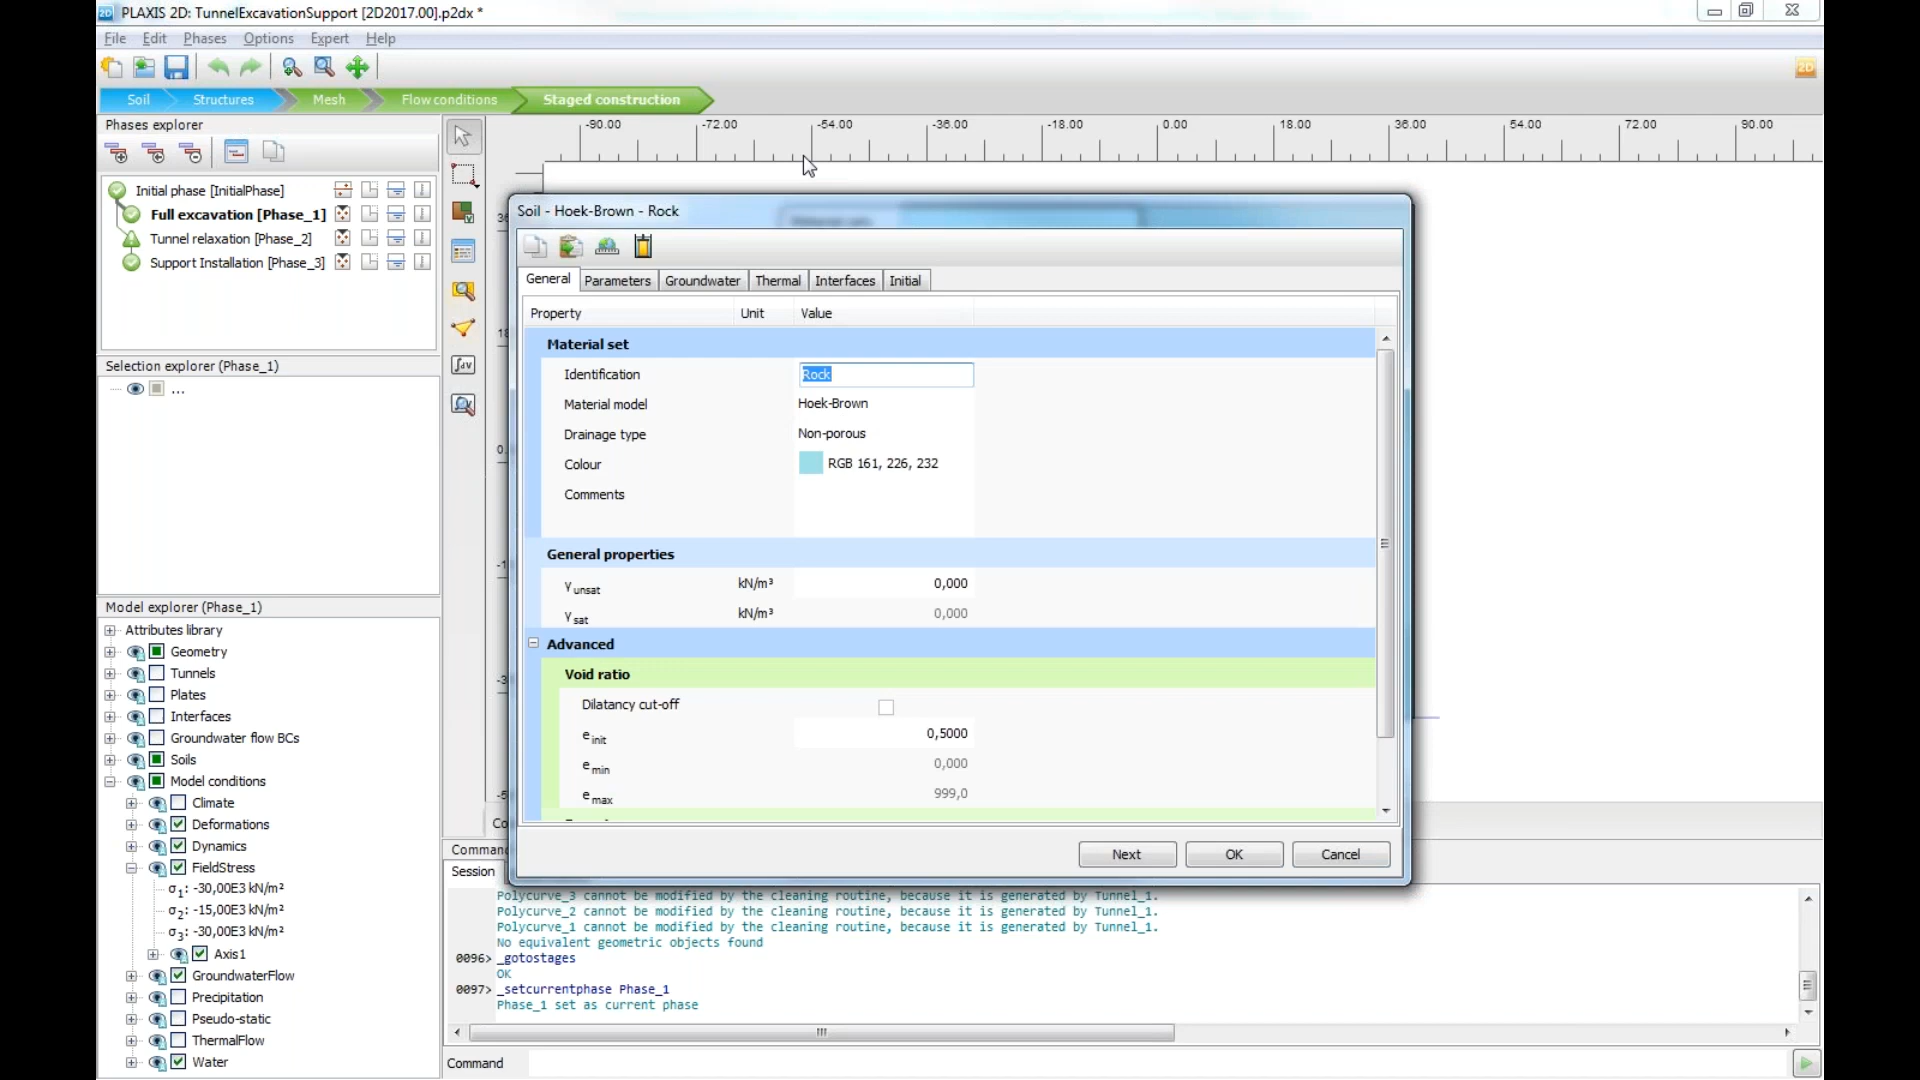 PLAXIS 2D: TunnelExcavationSupport [2D2017.00].p2dx *
File Edit Phases Options Expert Help
Soil Structures Mesh Flow conditions Staged construction
Phases explorer
Initial phase [InitialPhase]
Full excavation [Phase_1]
Tunnel relaxation [Phase_2]
Support Installation [Phase_3]
Selection explorer (Phase_1)
...
Model explorer (Phase_1)
Attributes library
Geometry
Tunnels
Plates
Interfaces
Groundwater flow BCs
Soils
Model conditions
Climate
Deformations
Dynamics
FieldStress
σ1: -30,00E3 kN/m²
σ2: -15,00E3 kN/m²
σ3: -30,00E3 kN/m²
Axis1
GroundwaterFlow
Precipitation
Pseudo-static
ThermalFlow
Water
-90.00 -72.00 -54.00 -36.00 -18.00 0.00 18.00 36.00 54.00 72.00 90.00
Soil - Hoek-Brown - Rock
General Parameters Groundwater Thermal Interfaces Initial
Property Unit Value
Material set
Identification Rock
Material model Hoek-Brown
Drainage type Non-porous
Colour RGB 161, 226, 232
Comments
General properties
γ unsat kN/m³ 0,000
γ sat kN/m³ 0,000
Advanced
Void ratio
Dilatancy cut-off
e init 0,5000
e min 0,000
e max 999,0
Next OK Cancel
Session
Polycurve_3 cannot be modified by the cleaning routine, because it is generated by Tunnel_1.
Polycurve_2 cannot be modified by the cleaning routine, because it is generated by Tunnel_1.
Polycurve_1 cannot be modified by the cleaning routine, because it is generated by Tunnel_1.
No equivalent geometric objects found
0096> _gotostages
OK
0097> _setcurrentphase Phase_1
Phase_1 set as current phase
Command